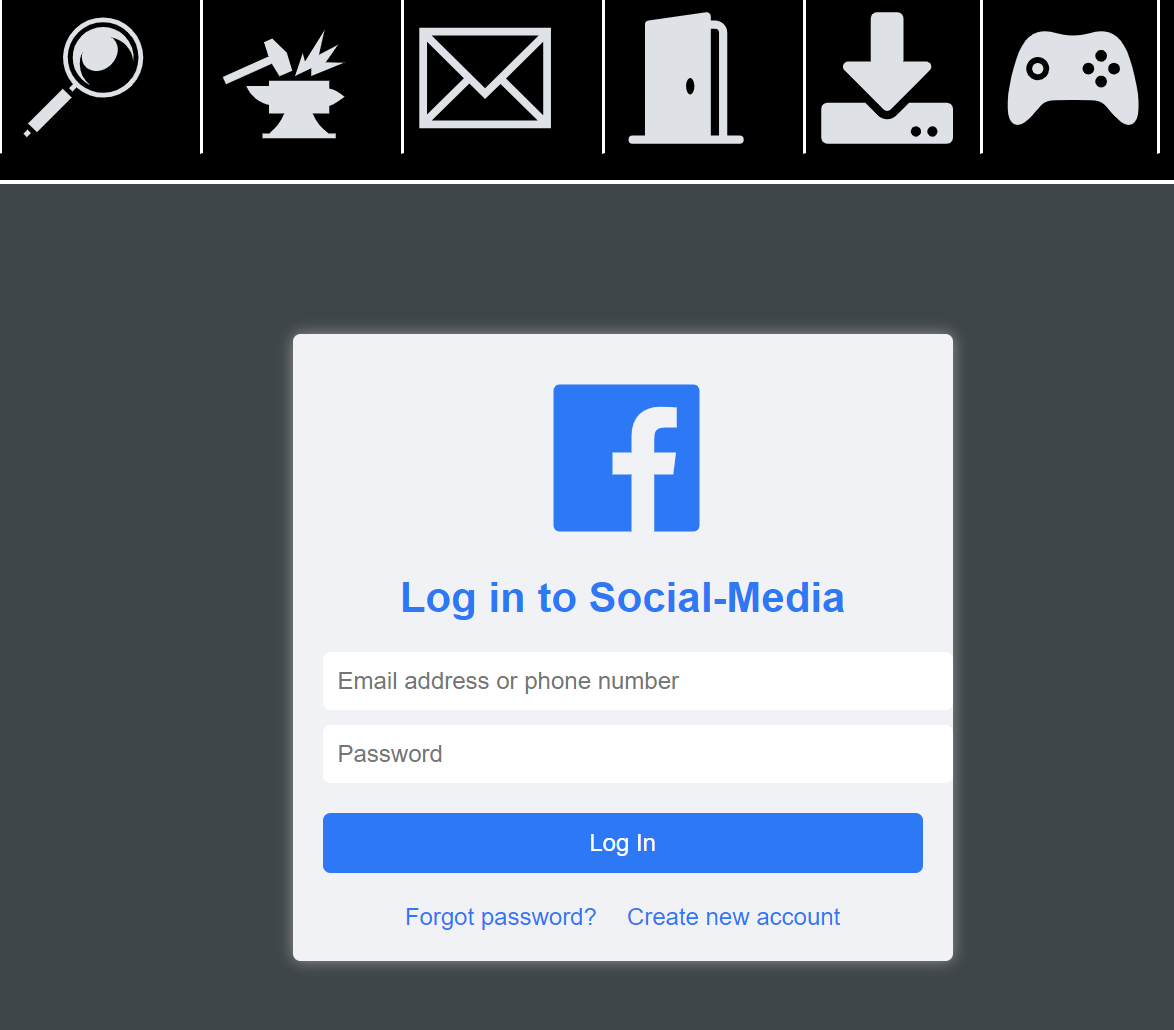 Log in to Social-Media
Email address or phone number
Password
Log In
Forgot password? Create new account